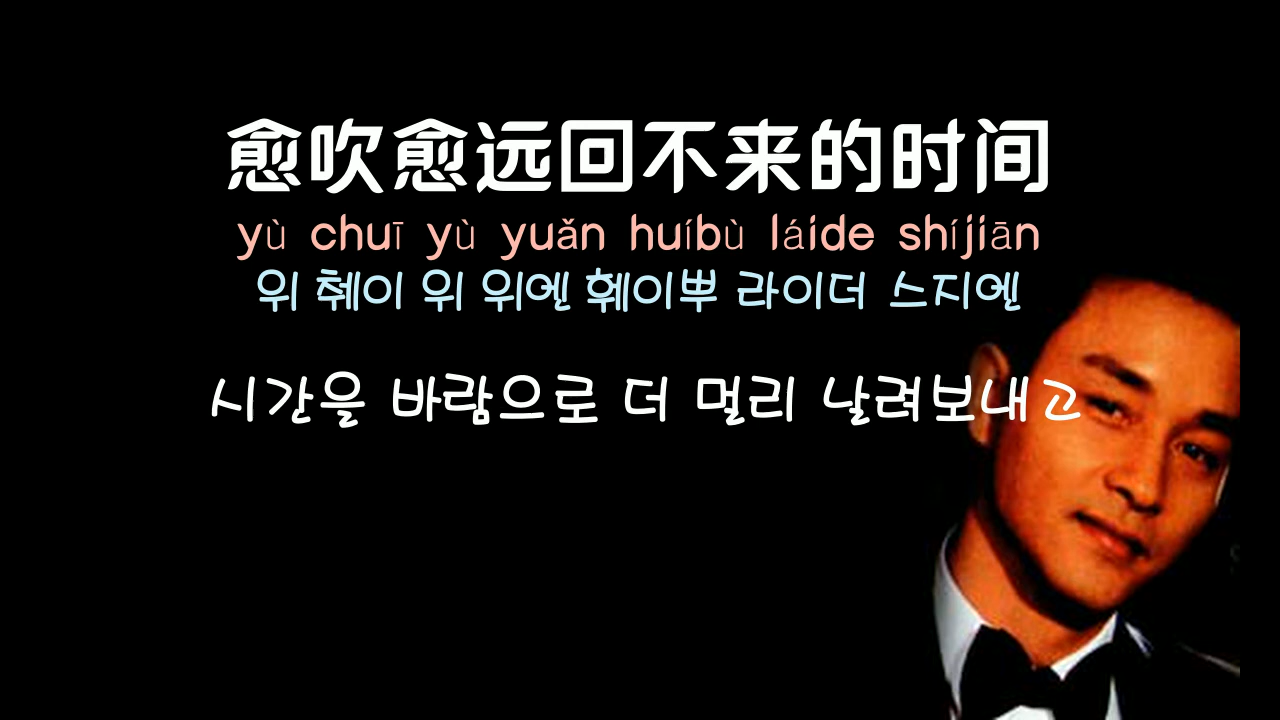 愈吹愈远回不来的时间
yù chuī yù yuǎn huíbù láide shíjiān
위 췌이 위 위엔 훼이뿌 라이더 스지엔
시간을 바람으로 더 멀리 날려보내고